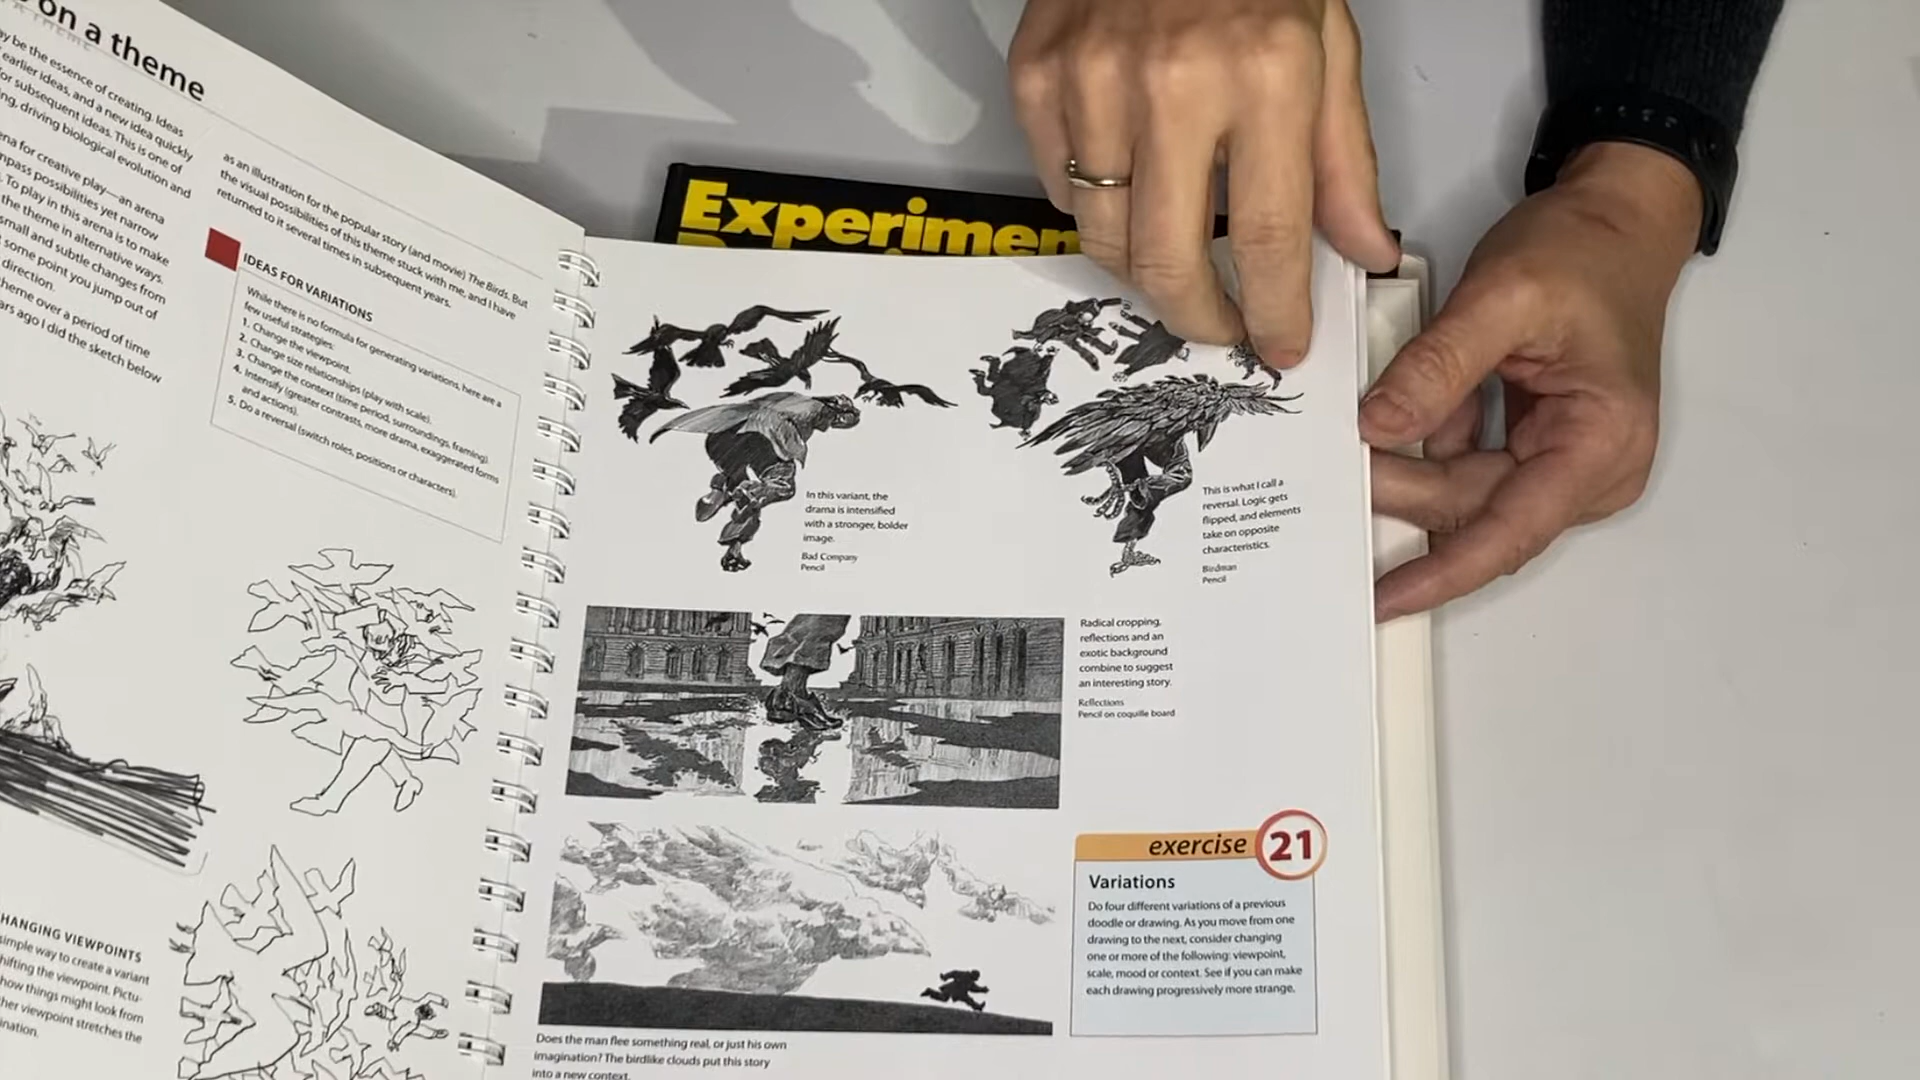 on a theme
ay be the essence of creating. Ideas
earlier ideas, and a new idea quickly
for subsequent ideas. This is one of
ing, driving biological evolution and
ena for creative play—an arena
mpass possibilities yet narrow
. To play in this arena is to make
the theme in alternative ways.
small and subtle changes from
some point you jump out of
direction.
heme over a period of time
ars ago I did the sketch below
as an illustration for the popular story (and movie) The Birds. But
the visual possibilities of this theme stuck with me, and I have
returned to it several times in subsequent years.
IDEAS FOR VARIATIONS
While there is no formula for generating variations, here are a
few useful strategies:
1. Change the viewpoint.
2. Change size relationships (play with scale).
3. Change the context (time period, surroundings, framing).
4. Intensify (greater contrasts, more drama, exaggerated forms
and actions).
5. Do a reversal (switch roles, positions or characters).
HANGING VIEWPOINTS
simple way to create a variant
hifting the viewpoint. Pictu-
how things might look from
her viewpoint stretches the
ination.
Experimen
In this variant, the
drama is intensified
with a stronger, bolder
image.
Bad Company
Pencil
This is what I call a
reversal. Logic gets
flipped, and elements
take on opposite
characteristics.
Birdman
Pencil
Radical cropping,
reflections and an
exotic background
combine to suggest
an interesting story.
Reflections
Pencil on coquille board
exercise 21
Variations
Do four different variations of a previous
doodle or drawing. As you move from one
drawing to the next, consider changing
one or more of the following: viewpoint,
scale, mood or context. See if you can make
each drawing progressively more strange.
Does the man flee something real, or just his own
imagination? The birdlike clouds put this story
into a new context.